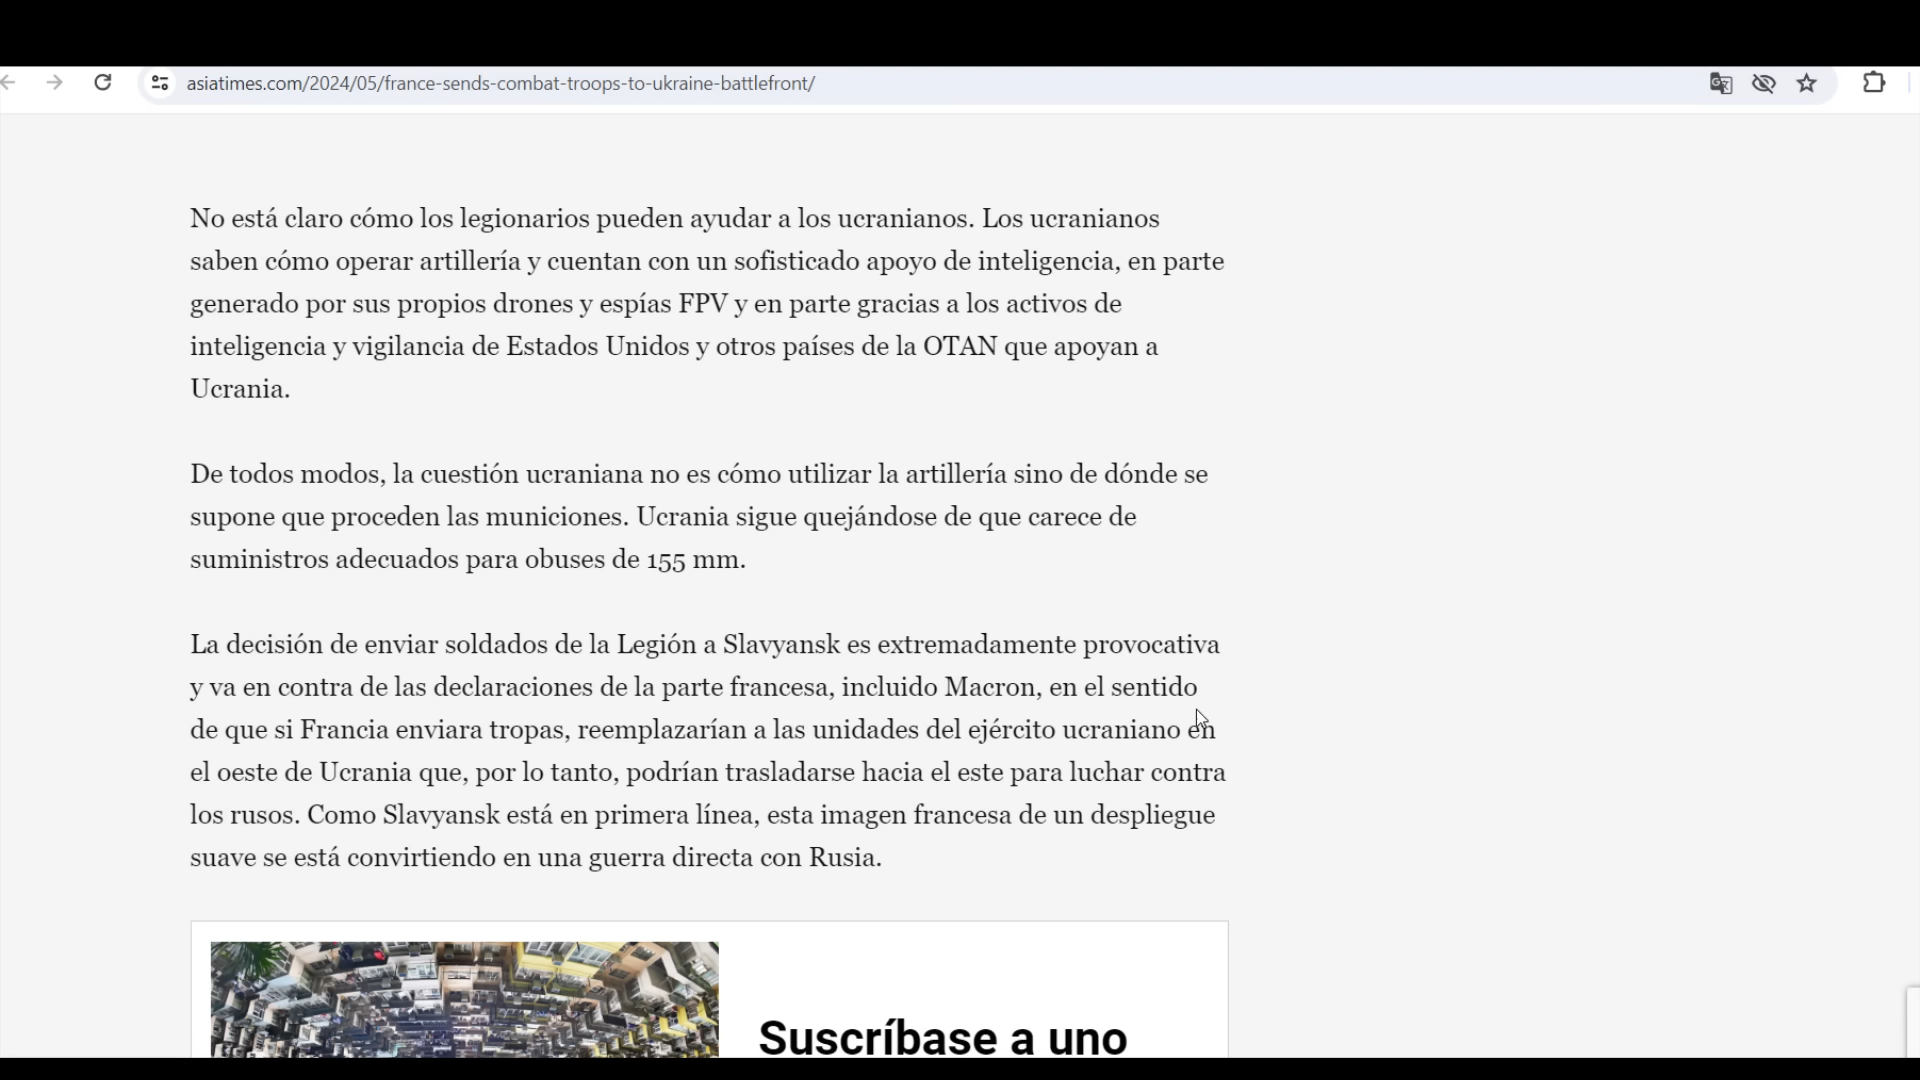 asiatimes.com/2024/05/france-sends-combat-troops-to-ukraine-battlefront/
No está claro cómo los legionarios pueden ayudar a los ucranianos. Los ucranianos
saben cómo operar artillería y cuentan con un sofisticado apoyo de inteligencia, en parte
generado por sus propios drones y espías FPV y en parte gracias a los activos de
inteligencia y vigilancia de Estados Unidos y otros países de la OTAN que apoyan a
Ucrania.
De todos modos, la cuestión ucraniana no es cómo utilizar la artillería sino de dónde se
supone que proceden las municiones. Ucrania sigue quejándose de que carece de
suministros adecuados para obuses de 155 mm.
La decisión de enviar soldados de la Legión a Slavyansk es extremadamente provocativa
y va en contra de las declaraciones de la parte francesa, incluido Macron, en el sentido
de que si Francia enviara tropas, reemplazarían a las unidades del ejército ucraniano en
el oeste de Ucrania que, por lo tanto, podrían trasladarse hacia el este para luchar contra
los rusos. Como Slavyansk está en primera línea, esta imagen francesa de un despliegue
suave se está convirtiendo en una guerra directa con Rusia.
Suscríbase a uno